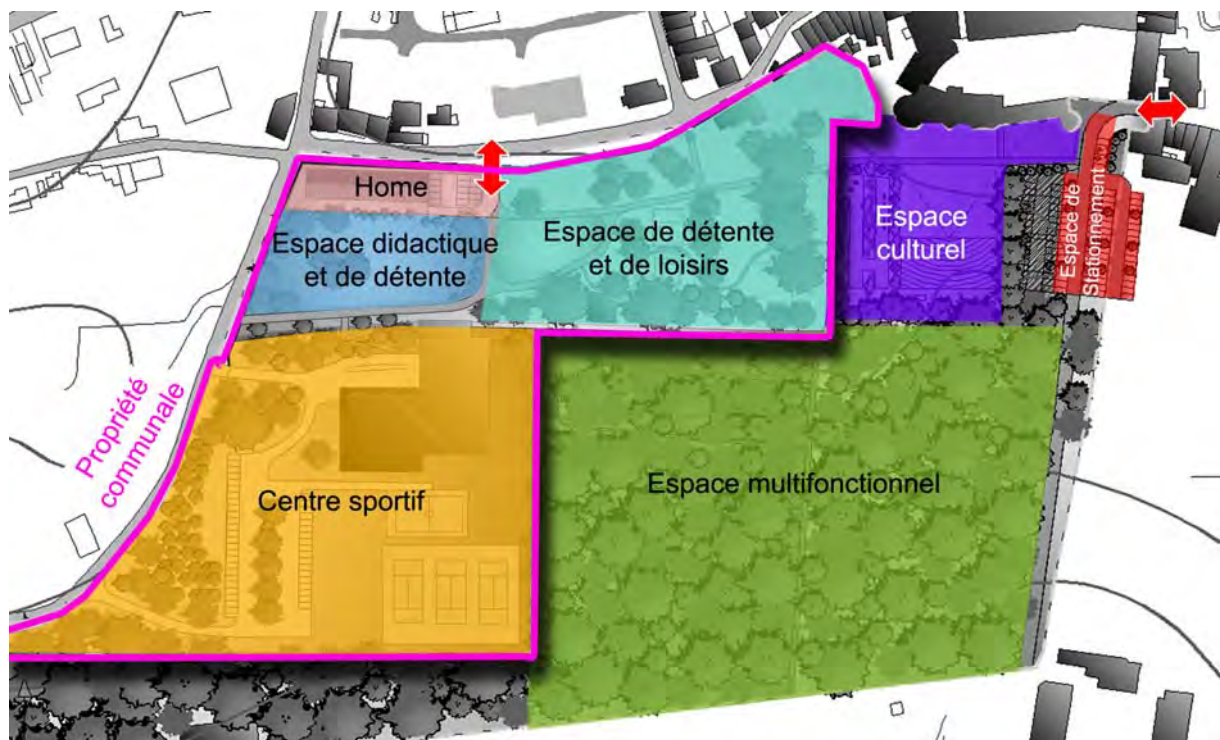 Home
Espace didactique
et de détente
Espace de détente
et de loisirs
Espace
culturel
Espace de
Stationnement
Propriété
communale
Centre sportif
Espace multifonctionnel